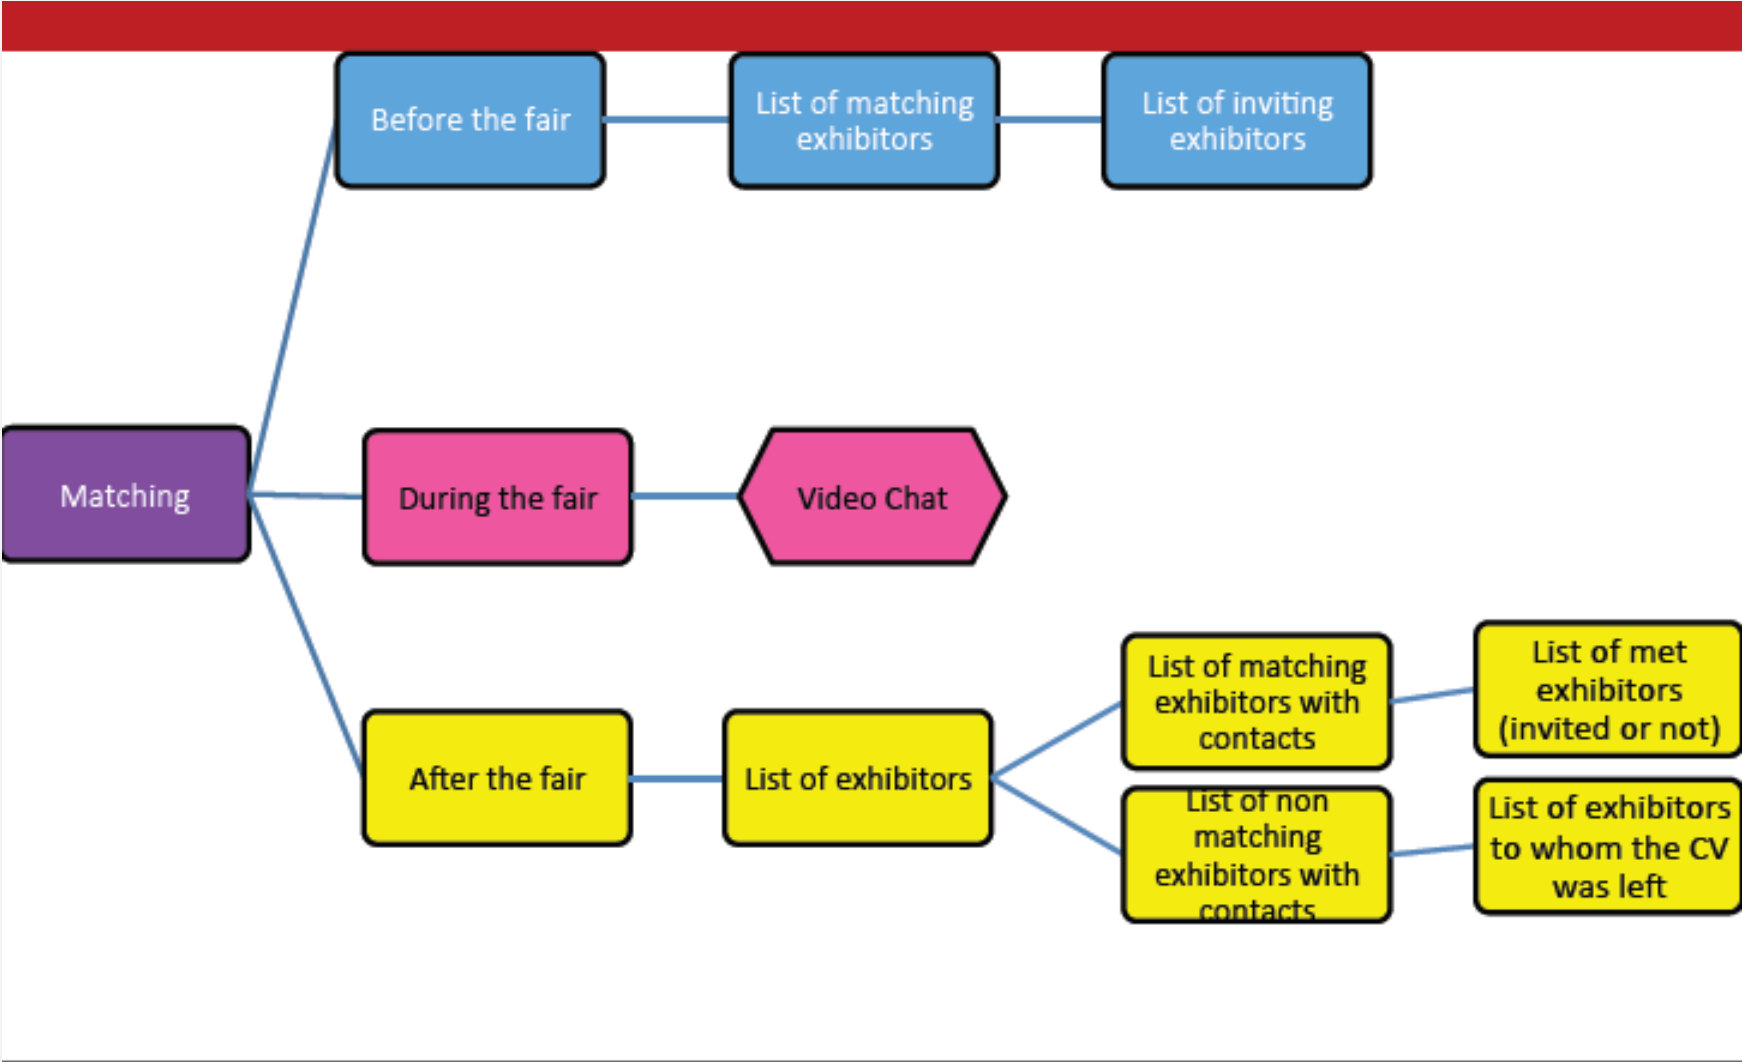 Before the fair
List of matching
exhibitors
List of inviting
exhibitors
Matching
During the fair
Video Chat
After the fair
List of exhibitors
List of matching
exhibitors with
contacts
List of met
exhibitors
(invited or not)
List of non
matching
exhibitors with
contacts
List of exhibitors
to whom the CV
was left